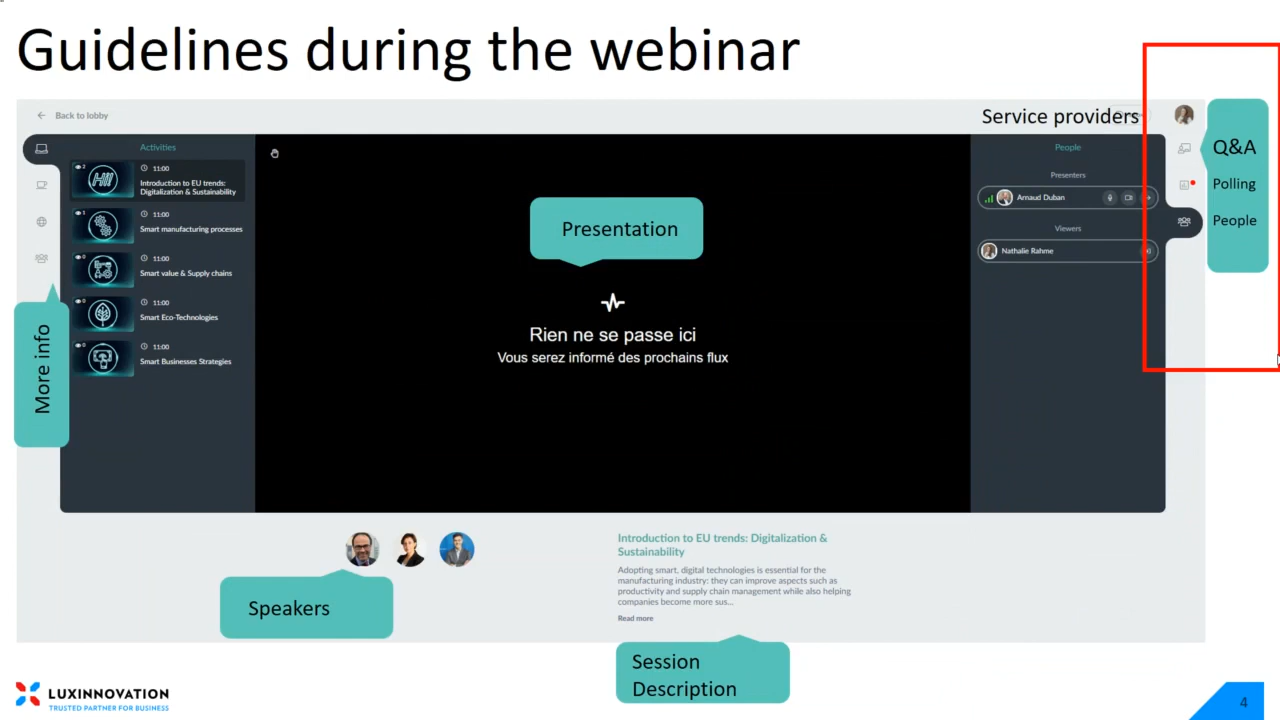 Guidelines during the webinar
Back to lobby
Service providers
Activities
2
11:00
Introduction to EU trends:
Digitalization & Sustainability
1
11:00
Smart manufacturing processes
0
11:00
Smart value & Supply chains
0
11:00
Smart Eco-Technologies
0
11:00
Smart Businesses Strategies
More info
Presentation
Rien ne se passe ici
Vous serez informé des prochains flux
People
Presenters
Arnaud Duban
Viewers
Nathalie Rahme
Q&A
Polling
People
Speakers
Introduction to EU trends: Digitalization &
Sustainability
Adopting smart, digital technologies is essential for the
manufacturing industry: they can improve aspects such as
productivity and supply chain management while also helping
companies become more sus...
Read more
Session
Description
LUXINNOVATION
TRUSTED PARTNER FOR BUSINESS
4